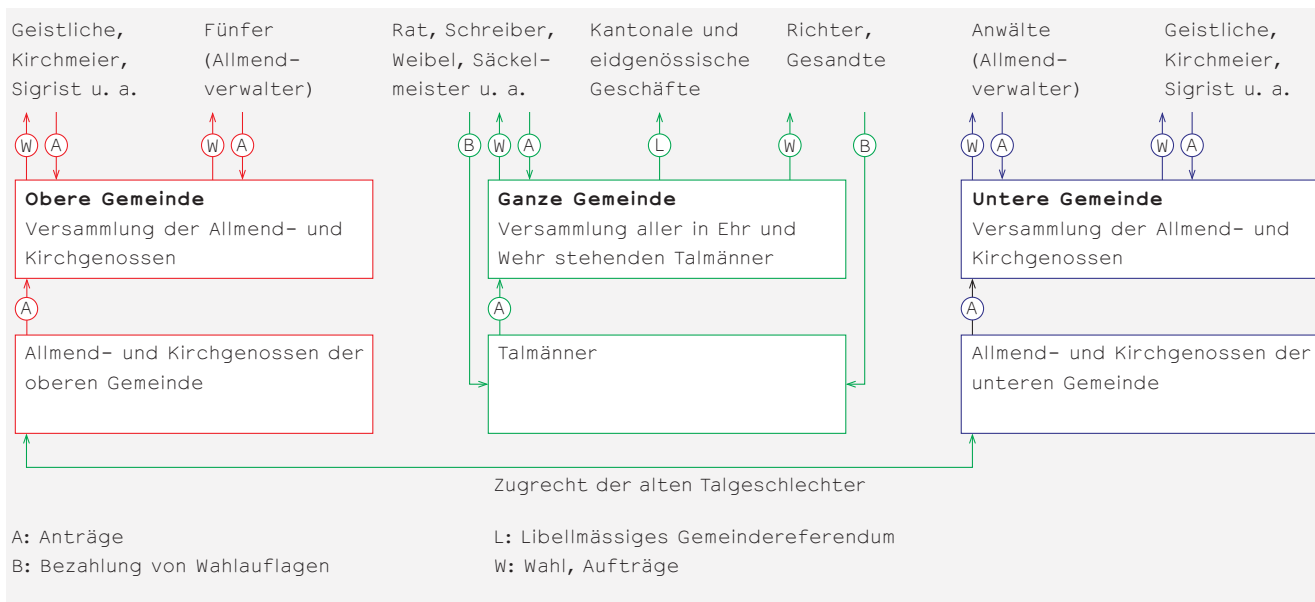 Geistliche,
Kirchmeier,
Sigrist u. a.
Fünfer
(Allmend-
verwalter)
Rat, Schreiber,
Weibel, Säckel-
meister u. a.
Kantonale und
eidgenössische
Geschäfte
Richter,
Gesandte
Anwälte
(Allmend-
verwalter)
Geistliche,
Kirchmeier,
Sigrist u. a.
W
A
W
A
B
W
A
L
W
B
W
A
W
A
Obere Gemeinde
Versammlung der Allmend- und
Kirchgenossen
Ganze Gemeinde
Versammlung aller in Ehr und
Wehr stehenden Talmänner
Untere Gemeinde
Versammlung der Allmend- und
Kirchgenossen
A
A
A
Allmend- und Kirchgenossen der
oberen Gemeinde
Talmänner
Allmend- und Kirchgenossen der
unteren Gemeinde
Zugrecht der alten Talgeschlechter
A: Anträge
B: Bezahlung von Wahlauflagen
L: Libellmässiges Gemeindereferendum
W: Wahl, Aufträge